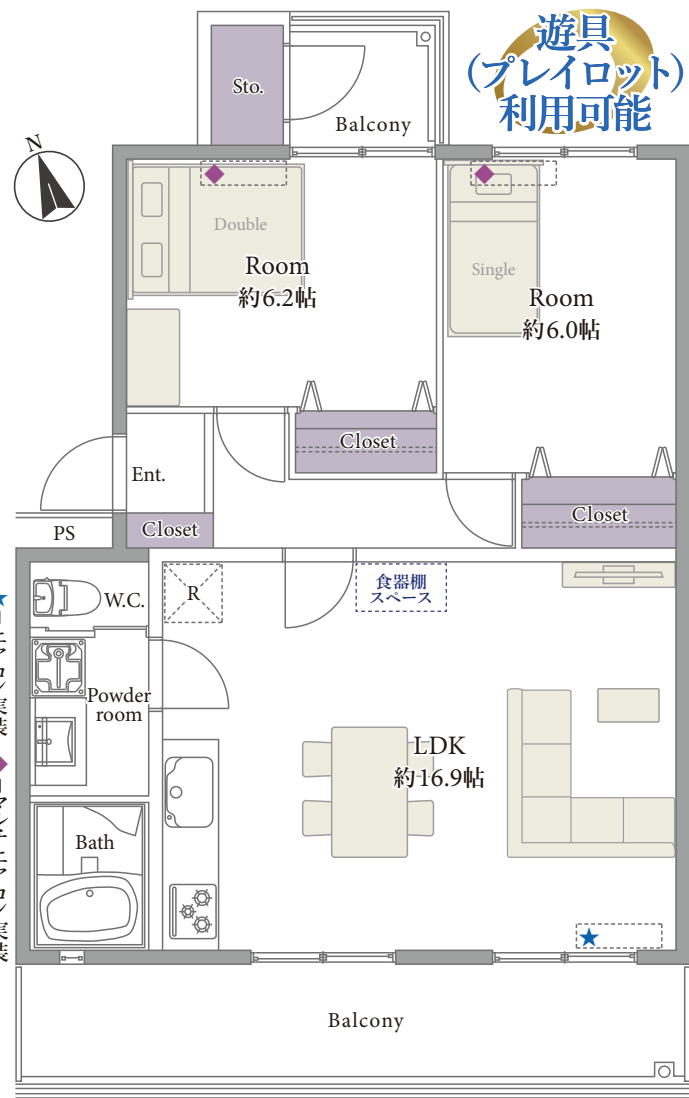 遊具
(プレイロット)
利用可能
Sto.
Balcony
N
Double
Room
約6.2帖
Single
Room
約6.0帖
Closet
Ent.
Closet
Closet
PS
W.C.
R
食器棚
スペース
Powder
room
LDK
約16.9帖
Bath
Balcony